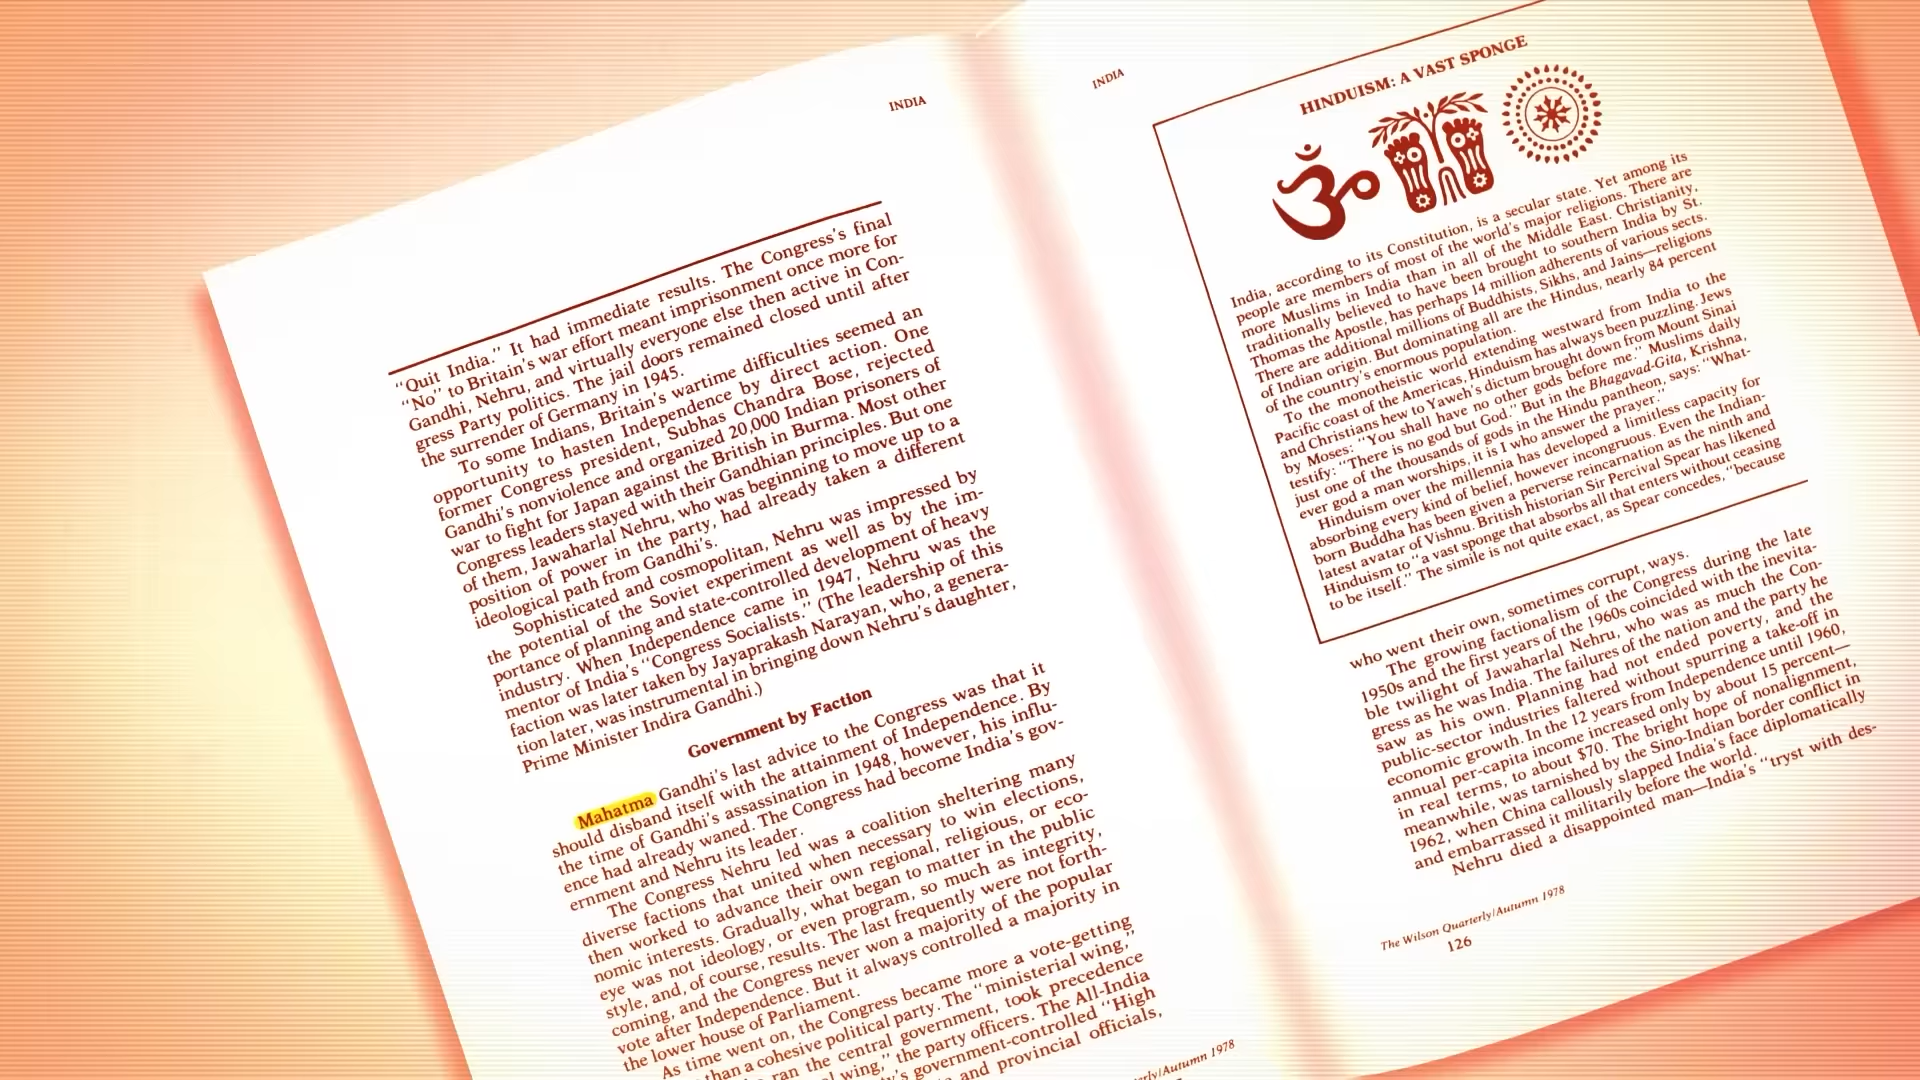 INDIA
“Quit India.” It had immediate results. The Congress’s final
“No” to Britain’s war effort meant imprisonment once more for
Gandhi, Nehru, and virtually everyone else then active in Con-
gress Party politics. The jail doors remained closed until after
the surrender of Germany in 1945.
To some Indians, Britain’s wartime difficulties seemed an
opportunity to hasten Independence by direct action. One
former Congress president, Subhas Chandra Bose, rejected
Gandhi’s nonviolence and organized 20,000 Indian prisoners of
war to fight for Japan against the British in Burma. Most other
Congress leaders stayed with their Gandhian principles. But one
of them, Jawaharlal Nehru, who was beginning to move up to a
position of power in the party, had already taken a different
ideological path from Gandhi’s.
Sophisticated and cosmopolitan, Nehru was impressed by
the potential of the Soviet experiment as well as by the im-
portance of planning and state-controlled development of heavy
industry. When Independence came in 1947, Nehru was the
mentor of India’s “Congress Socialists.” (The leadership of this
faction was later taken by Jayaprakash Narayan, who, a genera-
tion later, was instrumental in bringing down Nehru’s daughter,
Prime Minister Indira Gandhi.)
Government by Faction
Mahatma Gandhi’s last advice to the Congress was that it
should disband itself with the attainment of Independence. By
the time of Gandhi’s assassination in 1948, however, his influ-
ence had already waned. The Congress had become India’s gov-
ernment and Nehru its leader.
The Congress Nehru led was a coalition sheltering many
diverse factions that united when necessary to win elections,
then worked to advance their own regional, religious, or eco-
nomic interests. Gradually, what began to matter in the public
eye was not ideology, or even program, so much as integrity,
style, and, of course, results. The last frequently were not forth-
coming, and the Congress never won a majority of the popular
vote after Independence. But it always controlled a majority in
the lower house of Parliament.
As time went on, the Congress became more a vote-getting
than a cohesive political party. The “ministerial wing,”
ran the central government, took precedence
wing,” the party officers. The All-India
government-controlled “High
and provincial officials,
Autumn 1978
INDIA
HINDUISM: A VAST SPONGE
India, according to its Constitution, is a secular state. Yet among its
people are members of most of the world’s major religions. There are
more Muslims in India than in all of the Middle East. Christianity,
traditionally believed to have been brought to southern India by St.
Thomas the Apostle, has perhaps 14 million adherents of various sects.
There are additional millions of Buddhists, Sikhs, and Jains—religions
of Indian origin. But dominating all are the Hindus, nearly 84 percent
of the country’s enormous population.
To the monotheistic world extending westward from India to the
Pacific coast of the Americas, Hinduism has always been puzzling. Jews
and Christians hew to Yaweh’s dictum brought down from Mount Sinai
by Moses: “You shall have no other gods before me.” Muslims daily
testify: “There is no god but God.” But in the Bhagavad-Gita, Krishna,
just one of the thousands of gods in the Hindu pantheon, says: “What-
ever god a man worships, it is I who answer the prayer.”
Hinduism over the millennia has developed a limitless capacity for
absorbing every kind of belief, however incongruous. Even the Indian-
born Buddha has been given a perverse reincarnation as the ninth and
latest avatar of Vishnu. British historian Sir Percival Spear has likened
Hinduism to “a vast sponge that absorbs all that enters without ceasing
to be itself.” The simile is not quite exact, as Spear concedes, “because
who went their own, sometimes corrupt, ways.
The growing factionalism of the Congress during the late
1950s and the first years of the 1960s coincided with the inevita-
ble twilight of Jawaharlal Nehru, who was as much the Con-
gress as he was India. The failures of the nation and the party he
saw as his own. Planning had not ended poverty, and the
public-sector industries faltered without spurring a take-off in
economic growth. In the 12 years from Independence until 1960,
annual per-capita income increased only by about 15 percent—
in real terms, to about $70. The bright hope of nonalignment,
meanwhile, was tarnished by the Sino-Indian border conflict in
1962, when China callously slapped India’s face diplomatically
and embarrassed it militarily before the world.
Nehru died a disappointed man—India’s “tryst with des-
The Wilson Quarterly/Autumn 1978
126